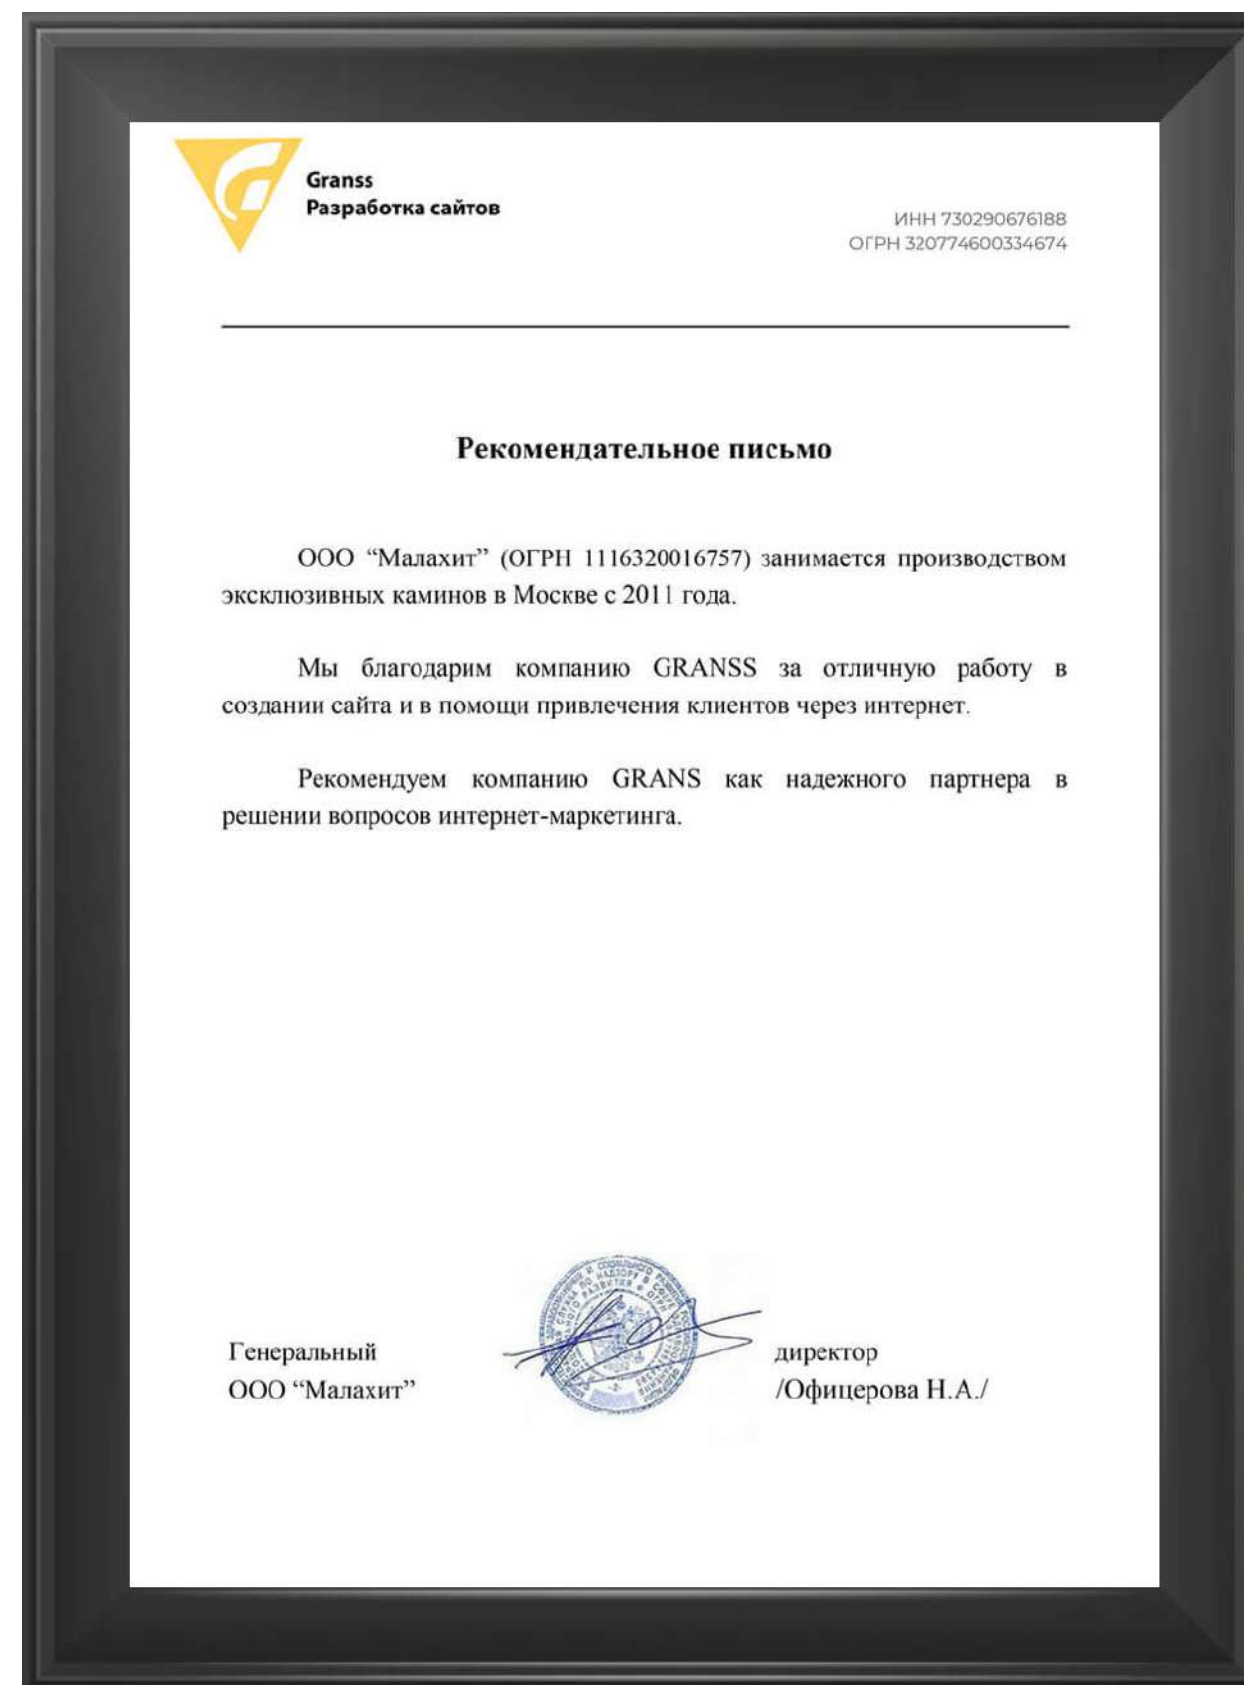 Granss
Разработка сайтов
ИНН 730290676188
ОГРН 320774600334674
Рекомендательное письмо
ООО “Малахит” (ОГРН 1116320016757) занимается производством
эксклюзивных каминов в Москве с 2011 года.
Мы благодарим компанию GRANSS за отличную работу в
создании сайта и в помощи привлечения клиентов через интернет.
Рекомендуем компанию GRANS как надежного партнера в
решении вопросов интернет-маркетинга.
Генеральный директор
ООО “Малахит” /Офицерова Н.А./